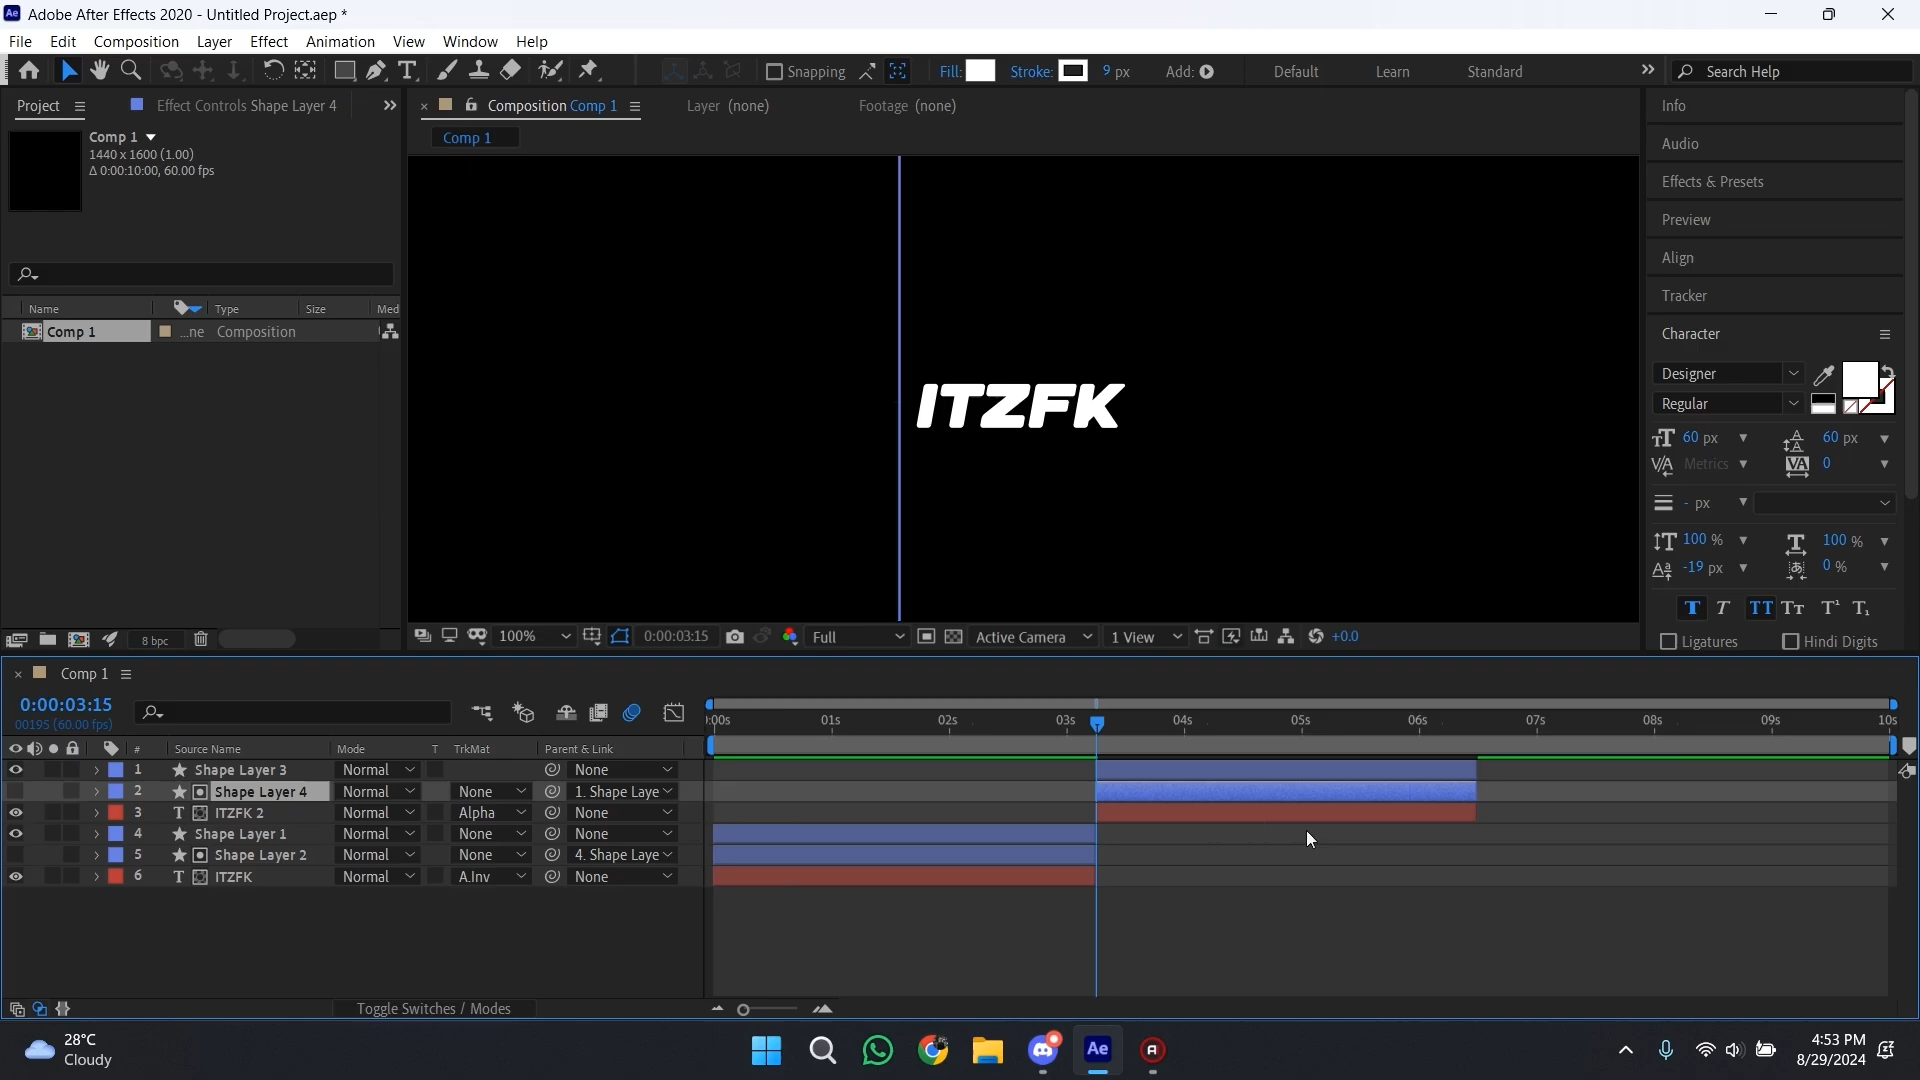 Adobe After Effects 2020 - Untitled Project.aep *
File Edit Composition Layer Effect Animation View Window Help
Snapping Fill: Stroke: 9 px Add: Default Learn Standard Search Help
Project Effect Controls Shape Layer 4 Composition Comp 1 Layer (none) Footage (none) Info
Comp 1
1440 x 1600 (1.00)
Δ 0:00:10:00, 60.00 fps
Comp 1
Audio
Effects & Presets
Preview
Align
Tracker
Character
Name Type Size Med
Comp 1 ...ne Composition
ITZFK
Designer
Regular
60 px 60 px
Metrics 0
- px
100 % 100 %
-19 px 0 %
T T TT TT T¹ T₁
Ligatures Hindi Digits
8 bpc 100% 0:00:03:15 Full Active Camera 1 View +0.0
Comp 1
0:00:03:15
00195 (60.00 fps)
:00s 01s 02s 03s 04s 05s 06s 07s 08s 09s 10s
# Source Name Mode T TrkMat Parent & Link
1 Shape Layer 3 Normal None
2 Shape Layer 4 Normal None 1. Shape Laye
3 ITZFK 2 Normal Alpha None
4 Shape Layer 1 Normal None None
5 Shape Layer 2 Normal None 4. Shape Laye
6 ITZFK Normal A.Inv None
Toggle Switches / Modes
28°C
Cloudy
Ae
4:53 PM
8/29/2024